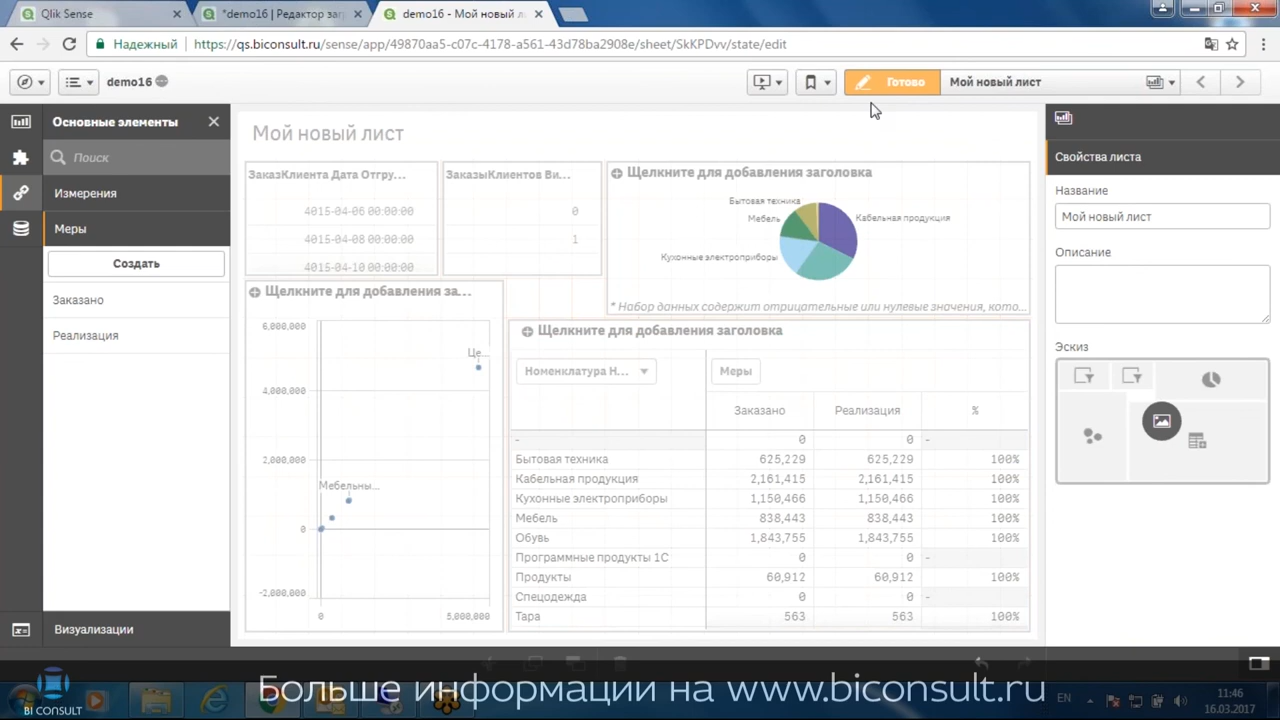 Qlik Sense
*demo16 | Редактор заг
demo16 - Мой новый л
Надежный
https://qs.biconsult.ru/sense/app/49870aa5-c07c-4178-a561-43d78ba2908e/sheet/SkKPDvv/state/edit
demo16
Готово
Мой новый лист
Основные элементы
Поиск
Измерения
Меры
Создать
Заказано
Реализация
Визуализации
Мой новый лист
ЗаказКлиента Дата Отгру...
4015-04-06 00:00:00
4015-04-08 00:00:00
4015-04-10 00:00:00
ЗаказыКлиентов Ви...
0
1
Щелкните для добавления заголовка
Бытовая техника
Мебель
Кабельная продукция
Кухонные электроприборы
* Набор данных содержит отрицательные или нулевые значения, кото...
Щелкните для добавления за...
6,000,000
Це...
4,000,000
2,000,000
Мебельны...
0
-2,000,000
0
5,000,000
Щелкните для добавления заголовка
Номенклатура Н...
Меры
Заказано Реализация %
- 0 0 -
Бытовая техника 625,229 625,229 100%
Кабельная продукция 2,161,415 2,161,415 100%
Кухонные электроприборы 1,150,466 1,150,466 100%
Мебель 838,443 838,443 100%
Обувь 1,843,755 1,843,755 100%
Программные продукты 1С 0 0 -
Продукты 60,912 60,912 100%
Спецодежда 0 0 -
Тара 563 563 100%
Свойства листа
Название
Мой новый лист
Описание
Эскиз
Больше информации на www.biconsult.ru
BI CONSULT
EN
11:46
16.03.2017